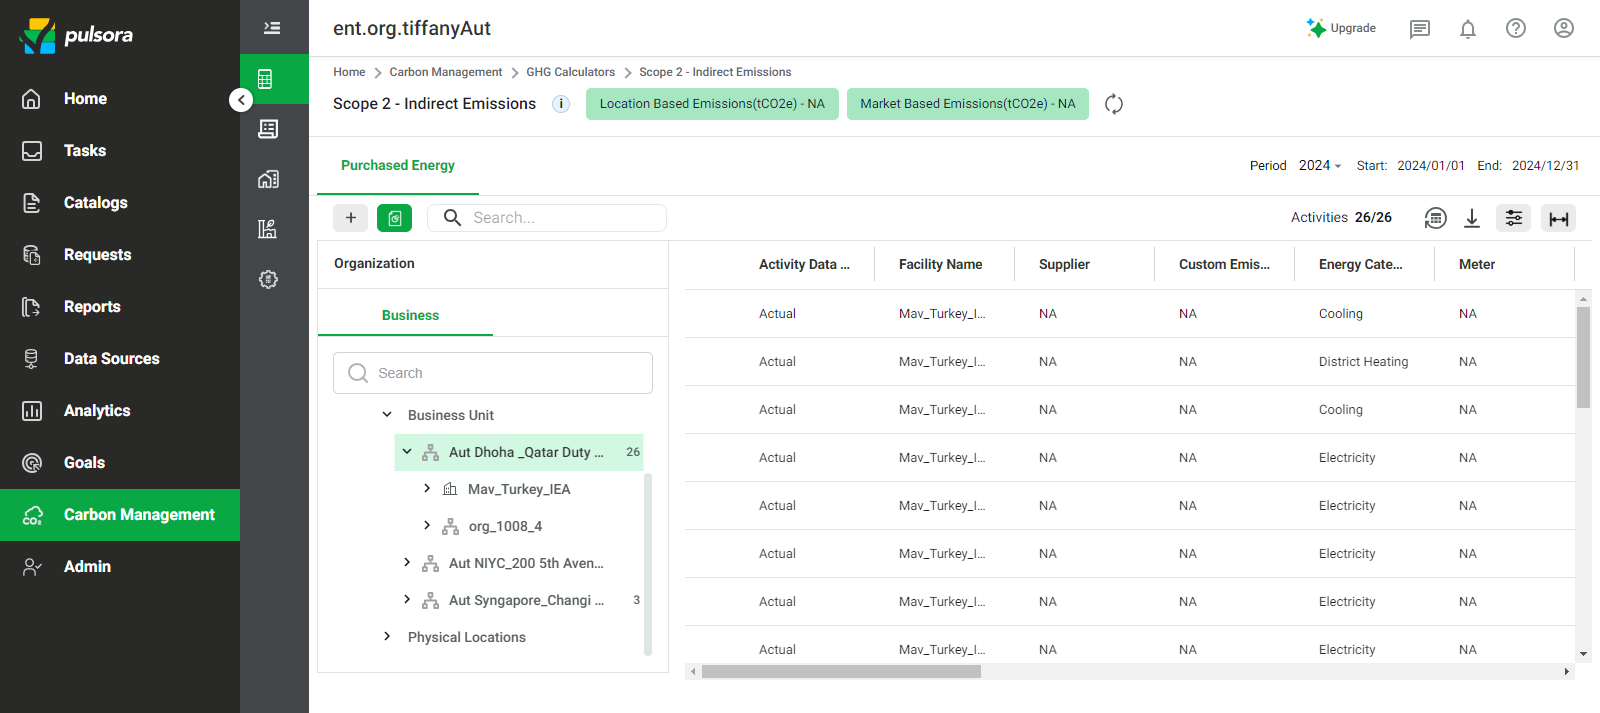 pulsora
Home
Tasks
Catalogs
Requests
Reports
Data Sources
Analytics
Goals
Carbon Management
Admin
ent.org.tiffanyAut
Upgrade
Home > Carbon Management > GHG Calculators > Scope 2 - Indirect Emissions
Scope 2 - Indirect Emissions i Location Based Emissions(tCO2e) - NA Market Based Emissions(tCO2e) - NA
Purchased Energy
Period 2024 Start: 2024/01/01 End: 2024/12/31
+ Search...
Activities 26/26
Organization
Business
Search
Business Unit
Aut Dhoha _Qatar Duty ... 26
Mav_Turkey_IEA
org_1008_4
Aut NIYC_200 5th Aven...
Aut Syngapore_Changi ... 3
Physical Locations
Activity Data ... Facility Name Supplier Custom Emis... Energy Cate... Meter
Actual Mav_Turkey_I... NA NA Cooling NA
Actual Mav_Turkey_I... NA NA District Heating NA
Actual Mav_Turkey_I... NA NA Cooling NA
Actual Mav_Turkey_I... NA NA Electricity NA
Actual Mav_Turkey_I... NA NA Electricity NA
Actual Mav_Turkey_I... NA NA Electricity NA
Actual Mav_Turkey_I... NA NA Electricity NA
Actual Mav_Turkey_I... NA NA Electricity NA